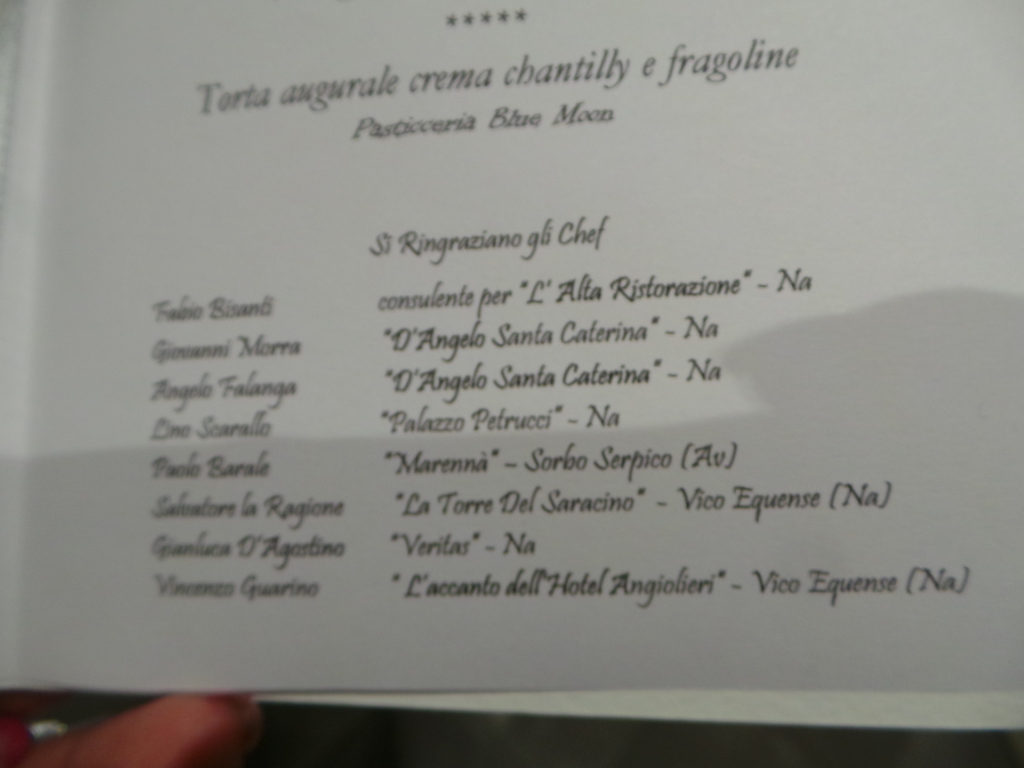 *****
Torta augurale crema chantilly e fragoline
Pasticceria Blue Moon
Si Ringraziano gli Chef
Fabio Bisanti consulente per "L' Alta Ristorazione" - Na
Giovanni Morra "D'Angelo Santa Caterina" - Na
Angelo Falanga "D'Angelo Santa Caterina" - Na
Lino Scarallo "Palazzo Petrucci" - Na
Paolo Barale "Marennà" - Sorbo Serpico (Av)
Salvatore la Ragione "La Torre Del Saracino" - Vico Equense (Na)
Gianluca D'Agostino "Veritas" - Na
Vincenzo Guarino " L'accanto dell'Hotel Angiolieri" - Vico Equense (Na)